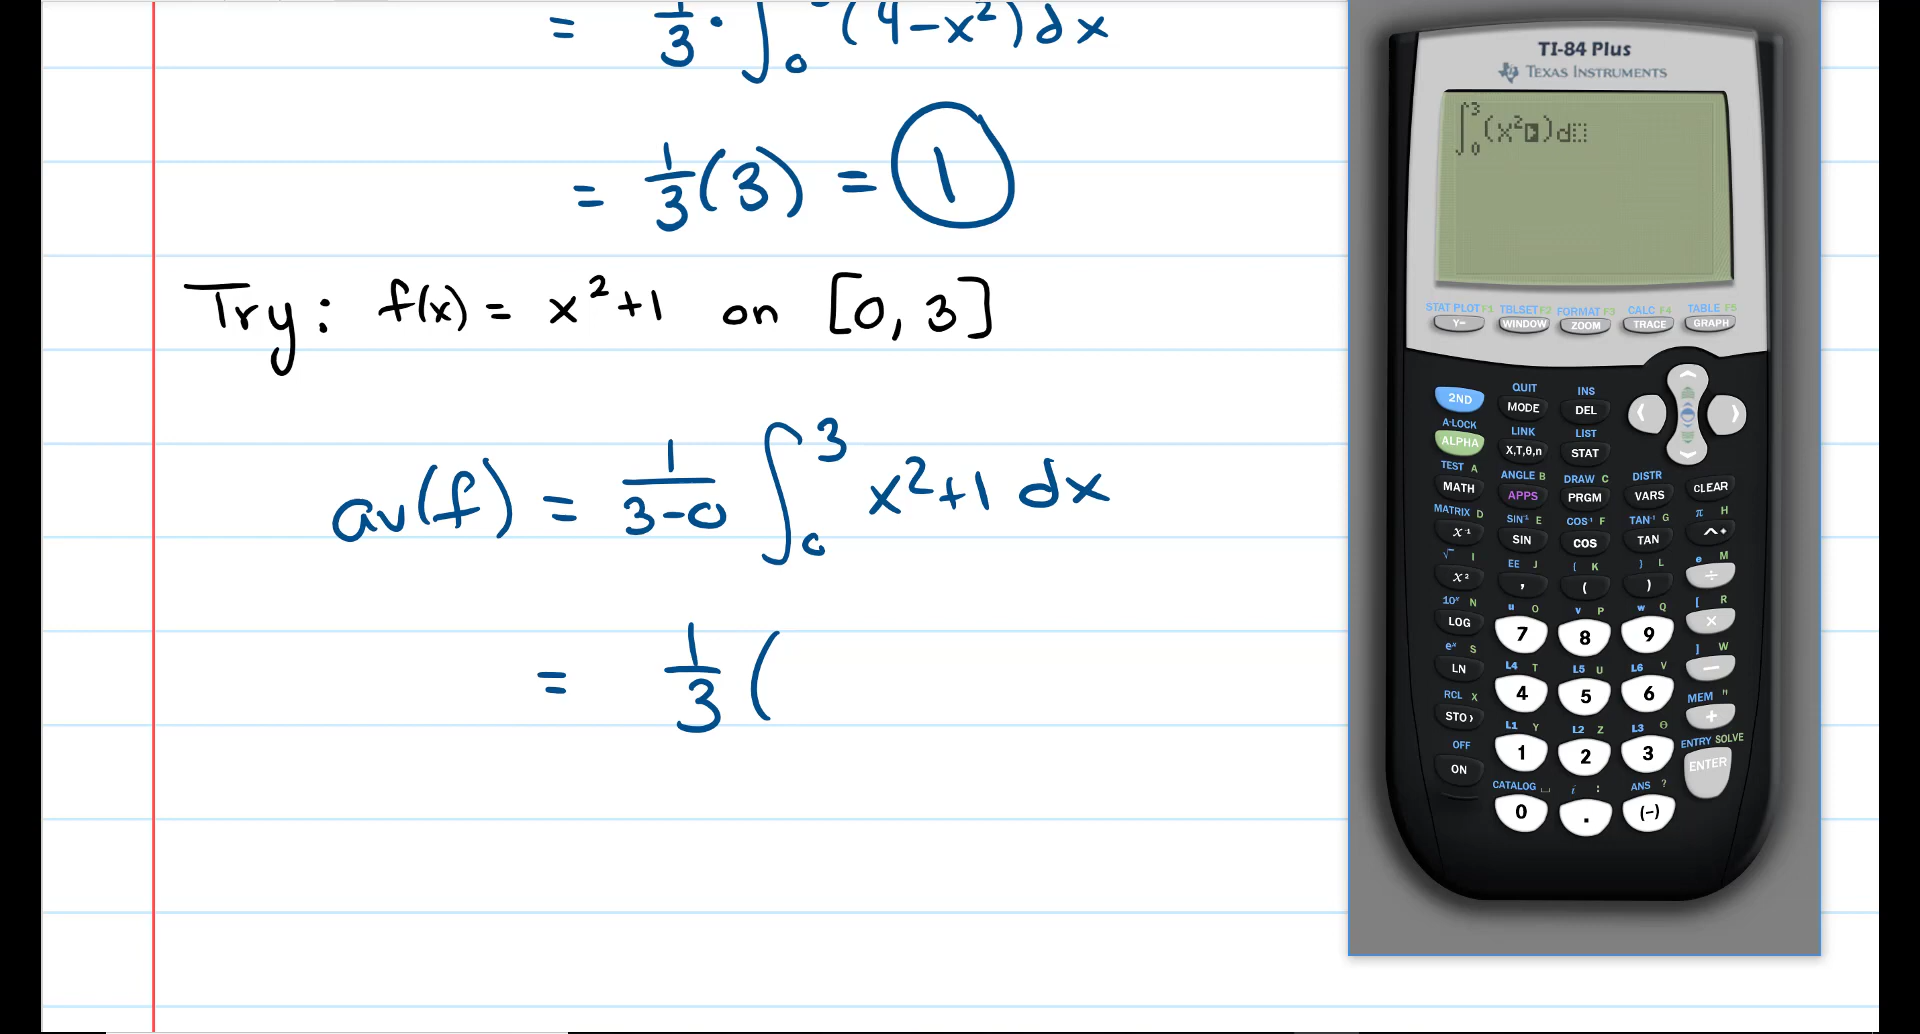 = 1/3 · ∫₀ (4-x²)dx
= 1/3(3) = 1
Try: f(x) = x²+1 on [0, 3]
av(f) = 1/(3-0) ∫₀³ x²+1 dx
= 1/3 (
TI-84 Plus
TEXAS INSTRUMENTS
∫₀³(X²)d
STAT PLOT F1 TBLSET F2 FORMAT F3 CALC F4 TABLE F5
Y= WINDOW ZOOM TRACE GRAPH
QUIT INS
2ND MODE DEL
A-LOCK LINK LIST
ALPHA X,T,θ,n STAT
TEST A ANGLE B DRAW C DISTR
MATH APPS PRGM VARS CLEAR
MATRIX D SIN⁻¹ E COS⁻¹ F TAN⁻¹ G π H
x⁻¹ SIN COS TAN ^
√ I EE J { K } L e M
x² , ( ) ÷
10ˣ N u O v P w Q [ R
LOG 7 8 9 ×
eˣ S L4 T L5 U L6 V ] W
LN 4 5 6 −
RCL X L1 Y L2 Z L3 θ MEM "
STO› 1 2 3 +
OFF CATALOG ⎵ i : ANS ? ENTRY SOLVE
ON 0 . (-) ENTER